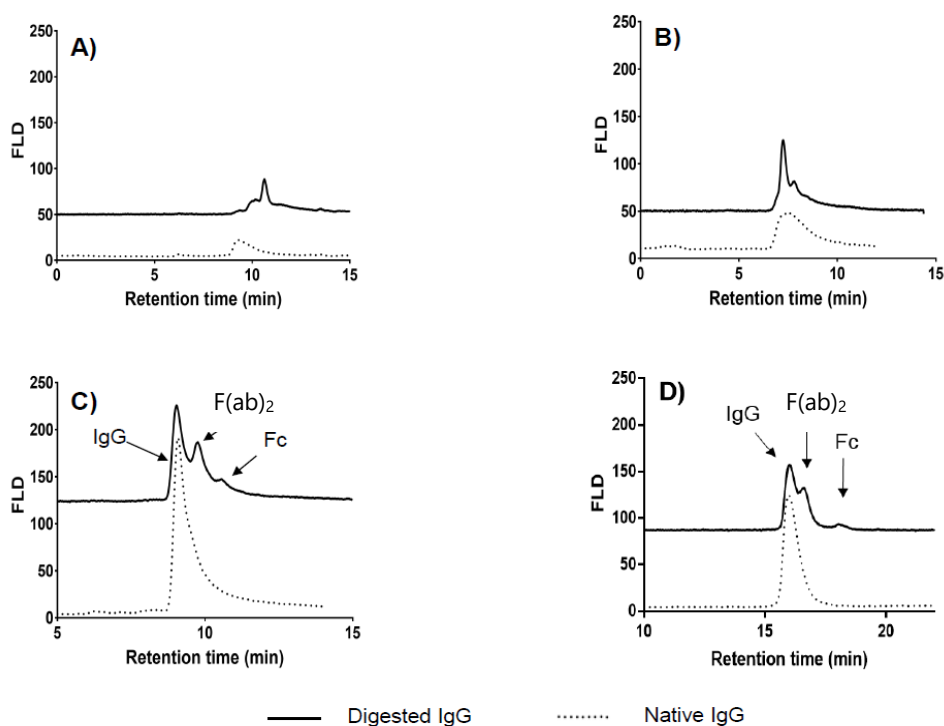 A)
250
200
150
100
50
0
FLD
0 5 10 15
Retention time (min)
B)
250
200
150
100
50
0
FLD
0 5 10 15
Retention time (min)
C)
250
200
150
100
50
0
FLD
IgG
F(ab)₂
Fc
5 10 15
Retention time (min)
D)
250
200
150
100
50
0
FLD
IgG
F(ab)₂
Fc
10 15 20
Retention time (min)
Digested IgG
Native IgG